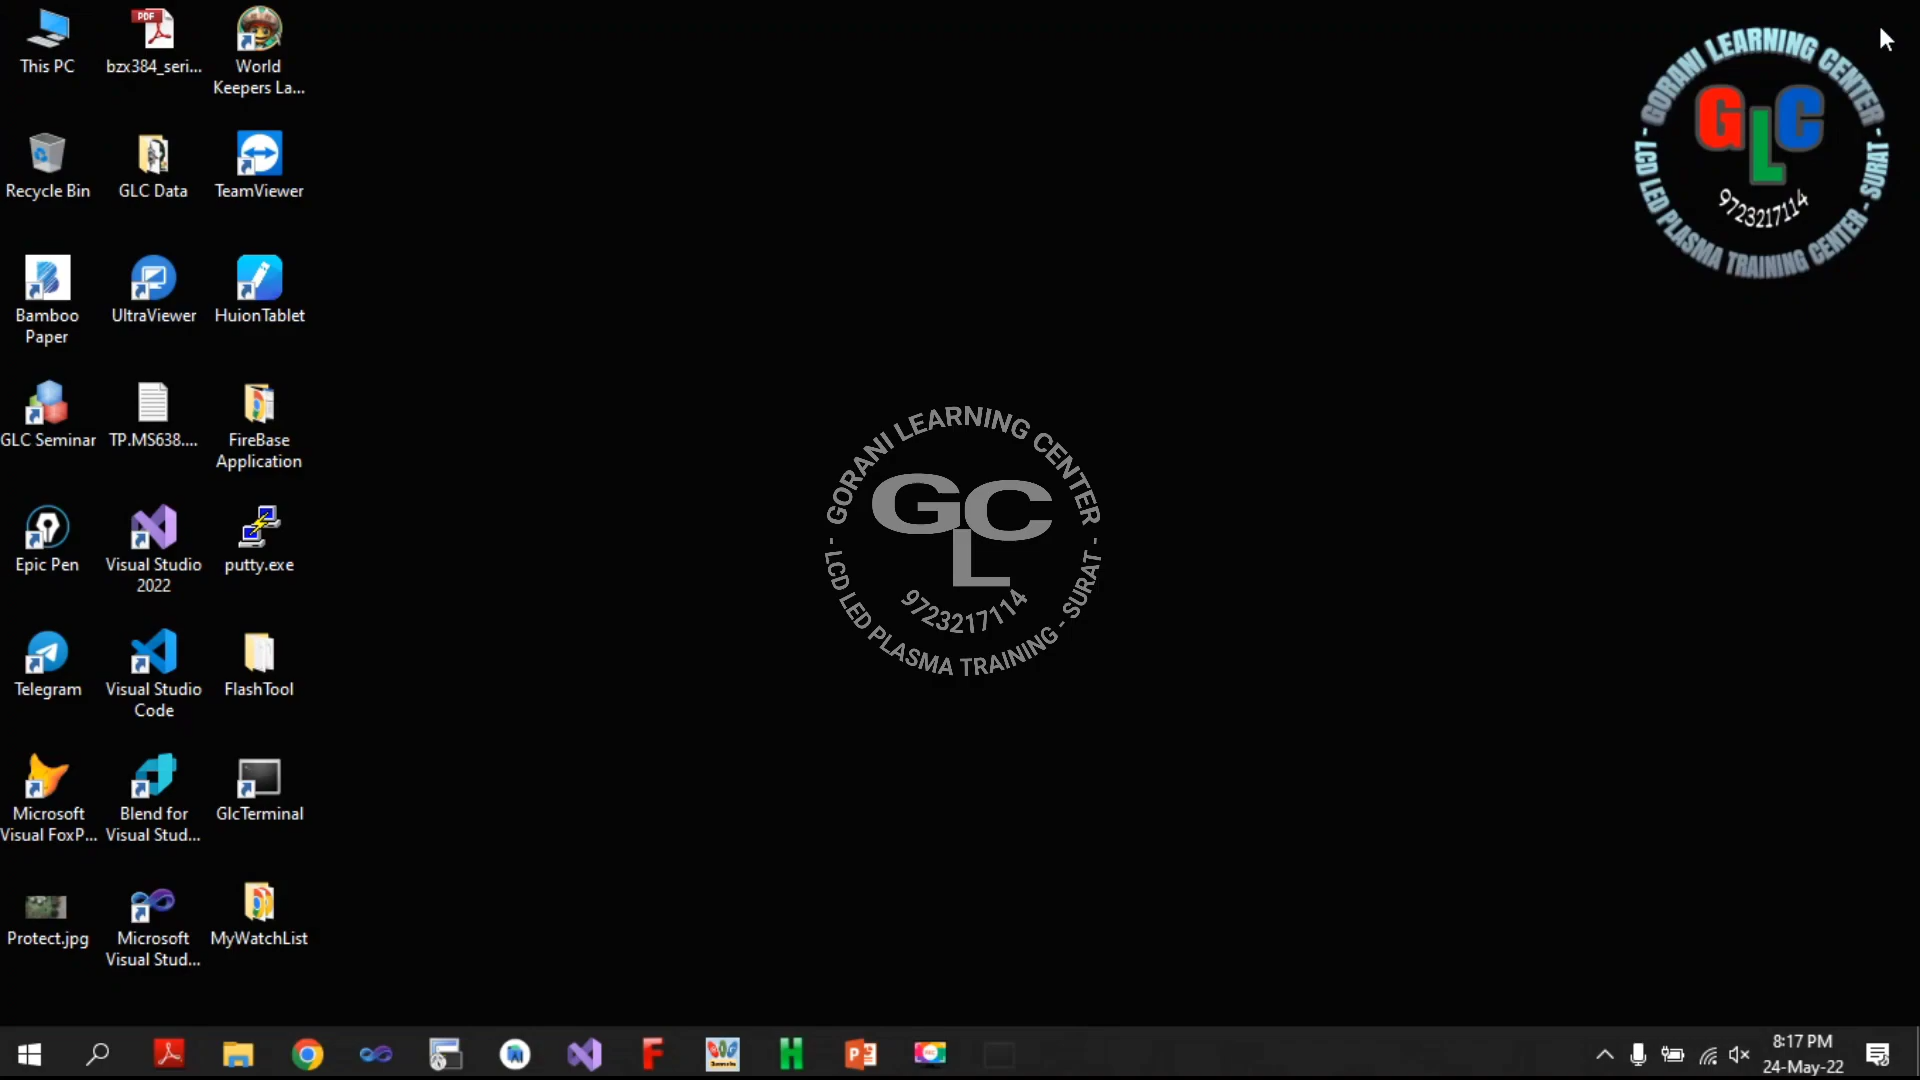 This PC
bzx384_seri...
World
Keepers La...
GORANI LEARNING CENTER
GLC
9723217114
- LCD LED PLASMA TRAINING CENTER - SURAT -
Recycle Bin
GLC Data
TeamViewer
Bamboo
Paper
UltraViewer
HuionTablet
GLC Seminar
TP.MS638....
FireBase
Application
GORANI LEARNING CENTER
GLC
9723217114
- LCD LED PLASMA TRAINING - SURAT -
Epic Pen
Visual Studio
2022
putty.exe
Telegram
Visual Studio
Code
FlashTool
Microsoft
Visual FoxP...
Blend for
Visual Stud...
GlcTerminal
Protect.jpg
Microsoft
Visual Stud...
MyWatchList
8:17 PM
24-May-22